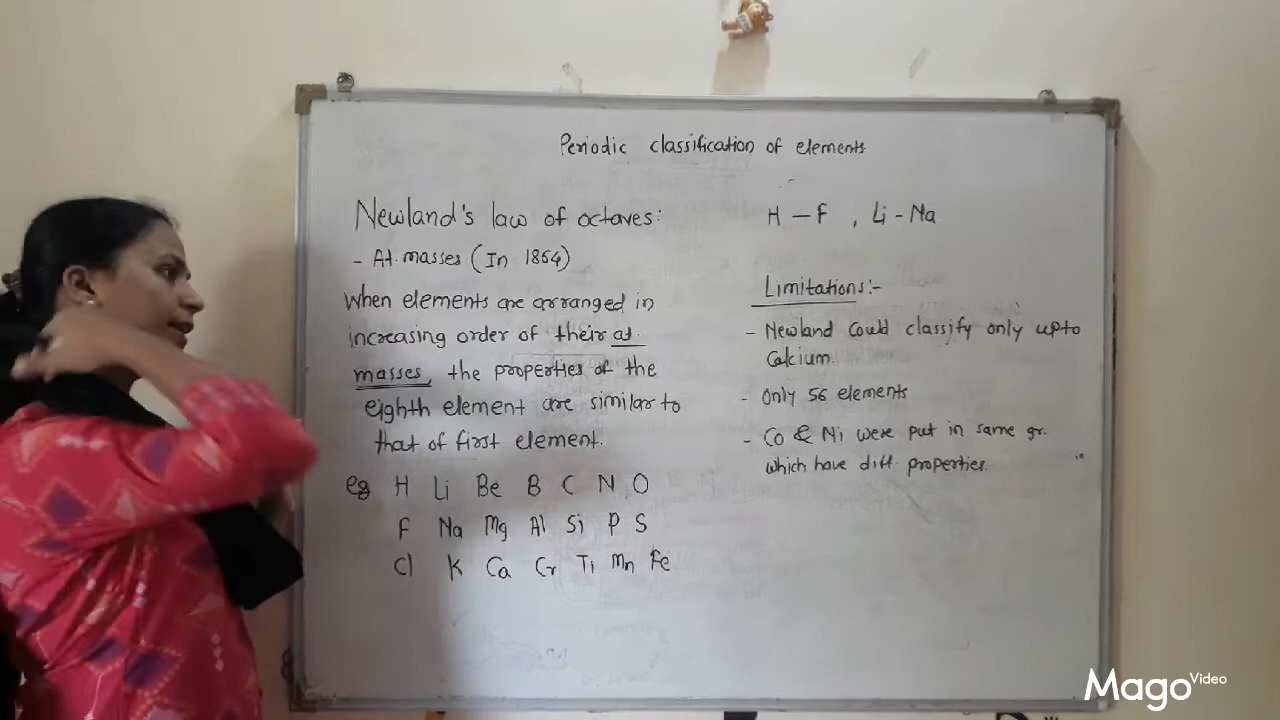 Periodic classification of elements
Newland's law of octaves:
- At. masses (In 1864)
When elements are arranged in
increasing order of their at.
masses, the properties of the
eighth element are similar to
that of first element.
eg H Li Be B C N O
F Na Mg Al Si P S
Cl K Ca Cr Ti Mn Fe
H - F , Li - Na
Limitations:-
- Newland could classify only upto
Calcium.
- Only 56 elements
- Co & Ni were put in same gr.
which have diff. properties.
Mago Video